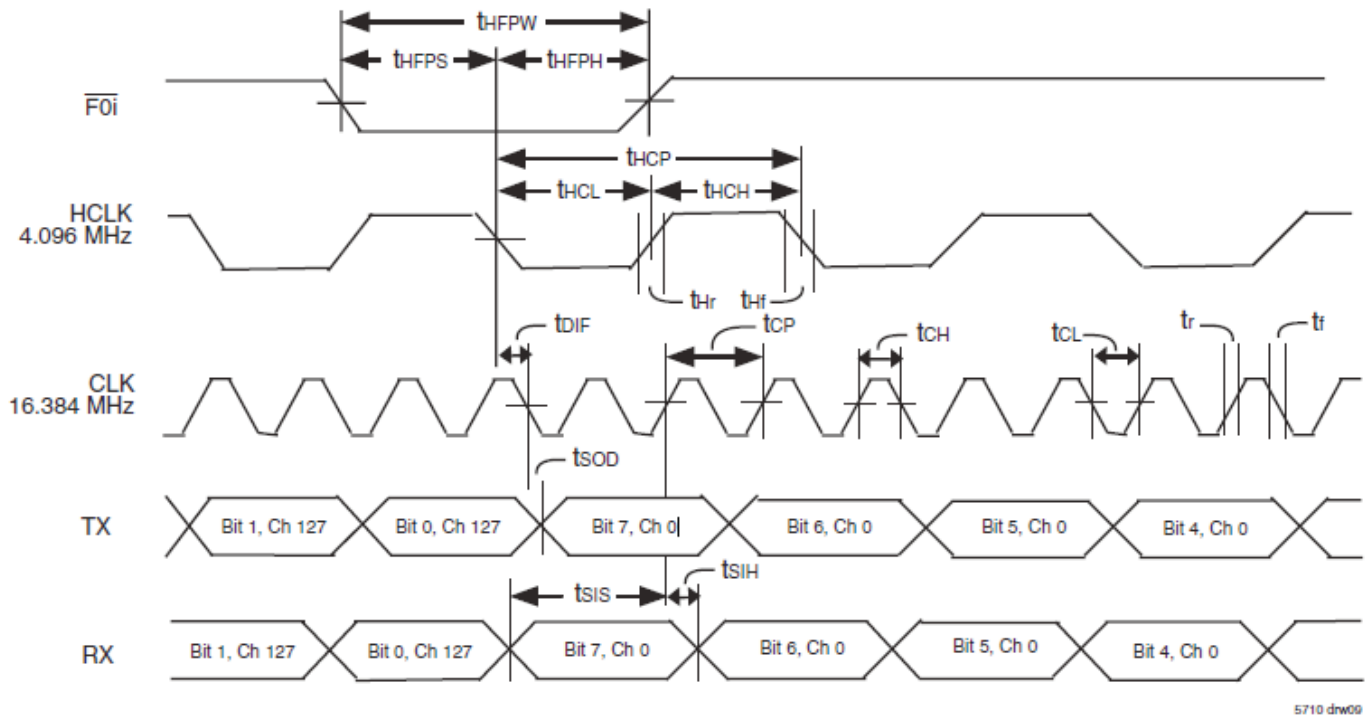 tHFPW
tHFPS
tHFPH
F0i
tHCP
tHCL
tHCH
HCLK
4.096 MHz
tHr
tHf
tDIF
tCP
tCH
tCL
tr
tf
CLK
16.384 MHz
tSOD
TX
Bit 1, Ch 127
Bit 0, Ch 127
Bit 7, Ch 0
Bit 6, Ch 0
Bit 5, Ch 0
Bit 4, Ch 0
tSIS
tSIH
RX
Bit 1, Ch 127
Bit 0, Ch 127
Bit 7, Ch 0
Bit 6, Ch 0
Bit 5, Ch 0
Bit 4, Ch 0
5710 drw09